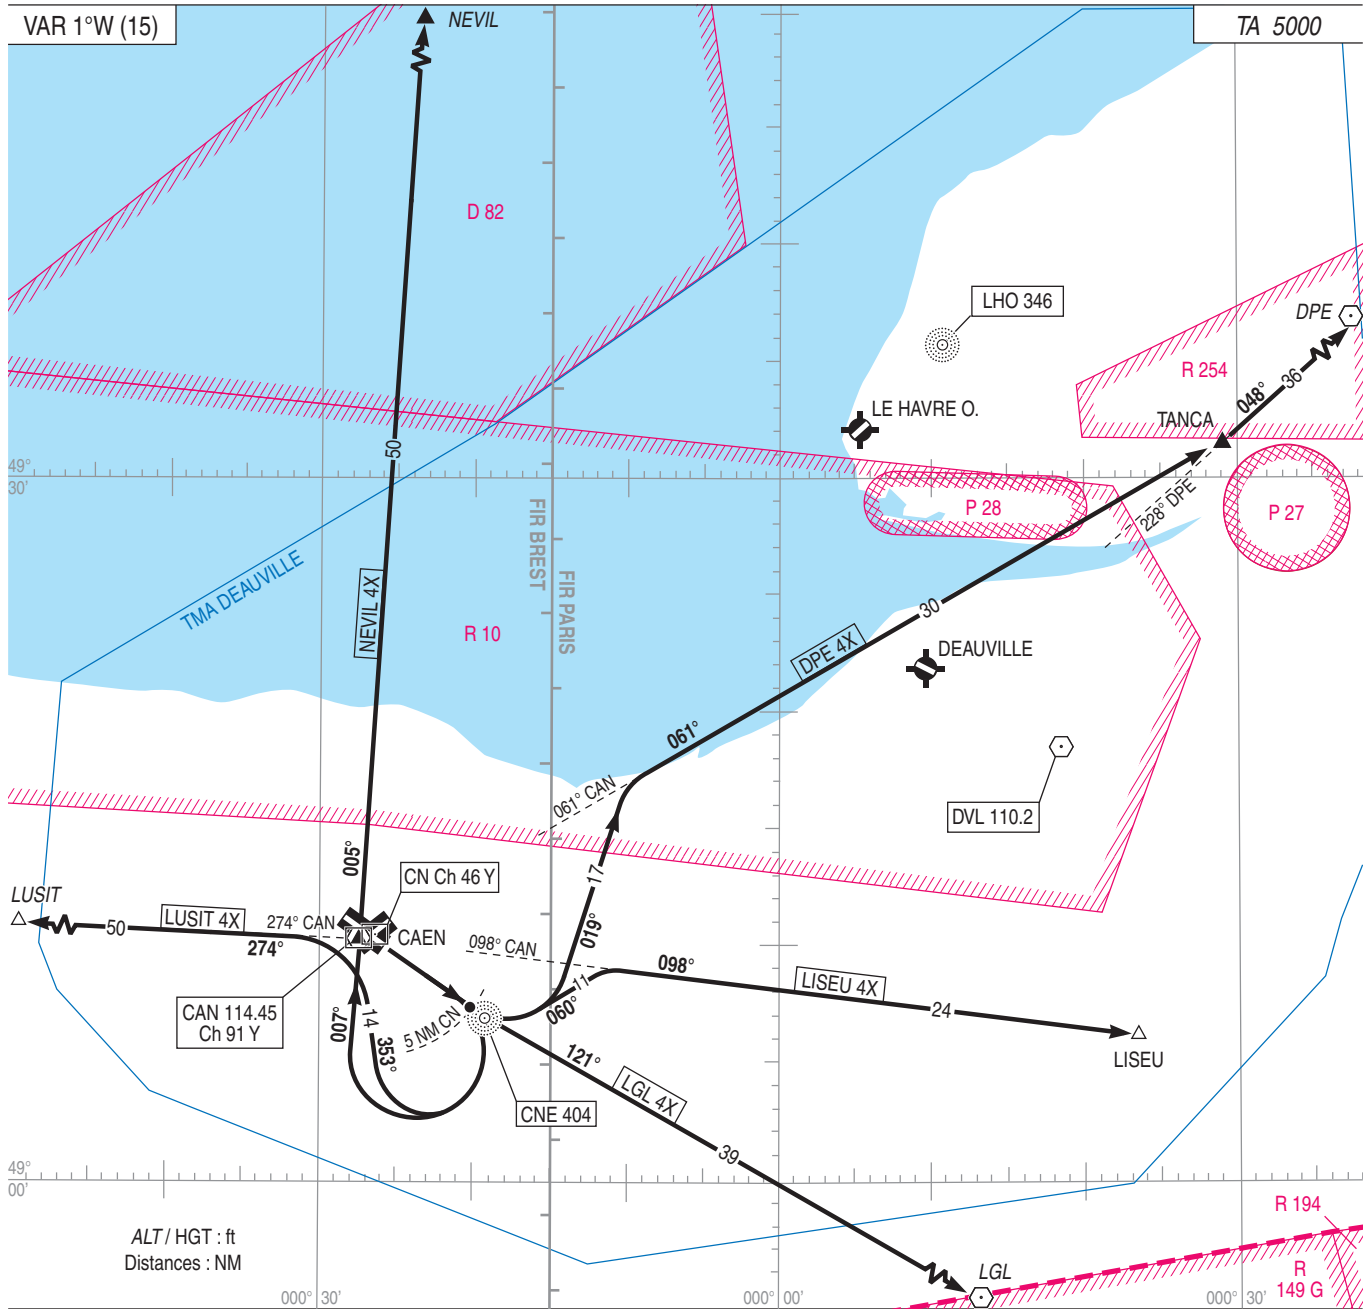 VAR 1°W (15)
NEVIL
TA 5000
D 82
LHO 346
DPE
R 254
048°
36
LE HAVRE O.
TANCA
50
49°
30'
228° DPE
P 28
P 27
FIR BREST
FIR PARIS
TMA DEAUVILLE
NEVIL 4X
R 10
30
DPE 4X
DEAUVILLE
061°
061° CAN
DVL 110.2
005°
CN Ch 46 Y
17
LUSIT
50
LUSIT 4X
274° CAN
274°
CAEN
098° CAN
019°
098°
11
LISEU 4X
24
CAN 114.45
Ch 91 Y
007°
14
353°
5 NM CN
060°
121°
LISEU
LGL 4X
CNE 404
39
49°
00'
ALT / HGT : ft
Distances : NM
R 194
LGL
R
149 G
000° 30'
000° 00'
000° 30'